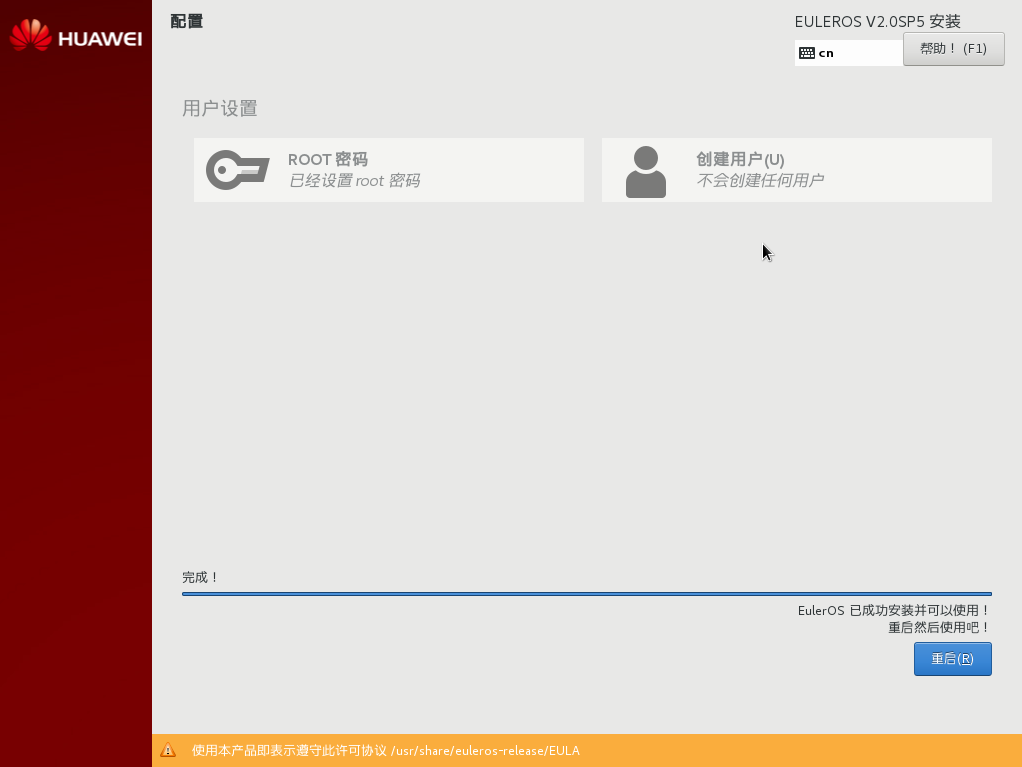 HUAWEI
配置
EULEROS V2.0SP5 安装
cn
帮助！ (F1)
用户设置
ROOT 密码
已经设置 root 密码
创建用户(U)
不会创建任何用户
完成！
EulerOS 已成功安装并可以使用！
重启然后使用吧！
重启(R)
使用本产品即表示遵守此许可协议 /usr/share/euleros-release/EULA